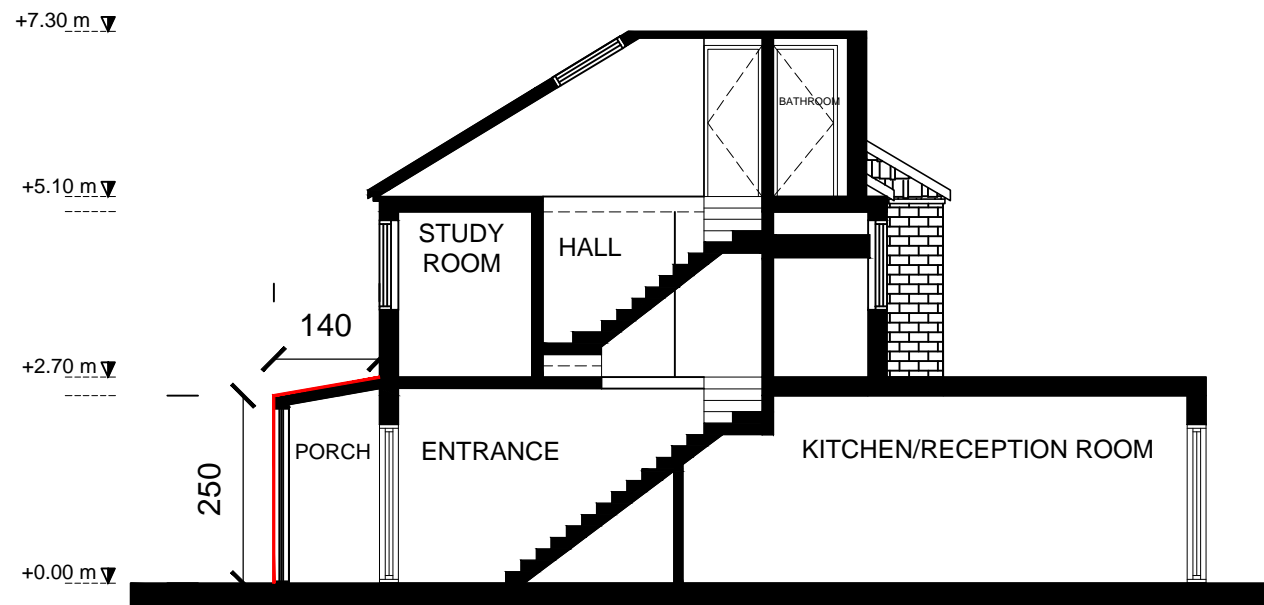 +7.30 m
BATHROOM
+5.10 m
STUDY
ROOM
HALL
140
+2.70 m
PORCH
ENTRANCE
KITCHEN/RECEPTION ROOM
250
+0.00 m